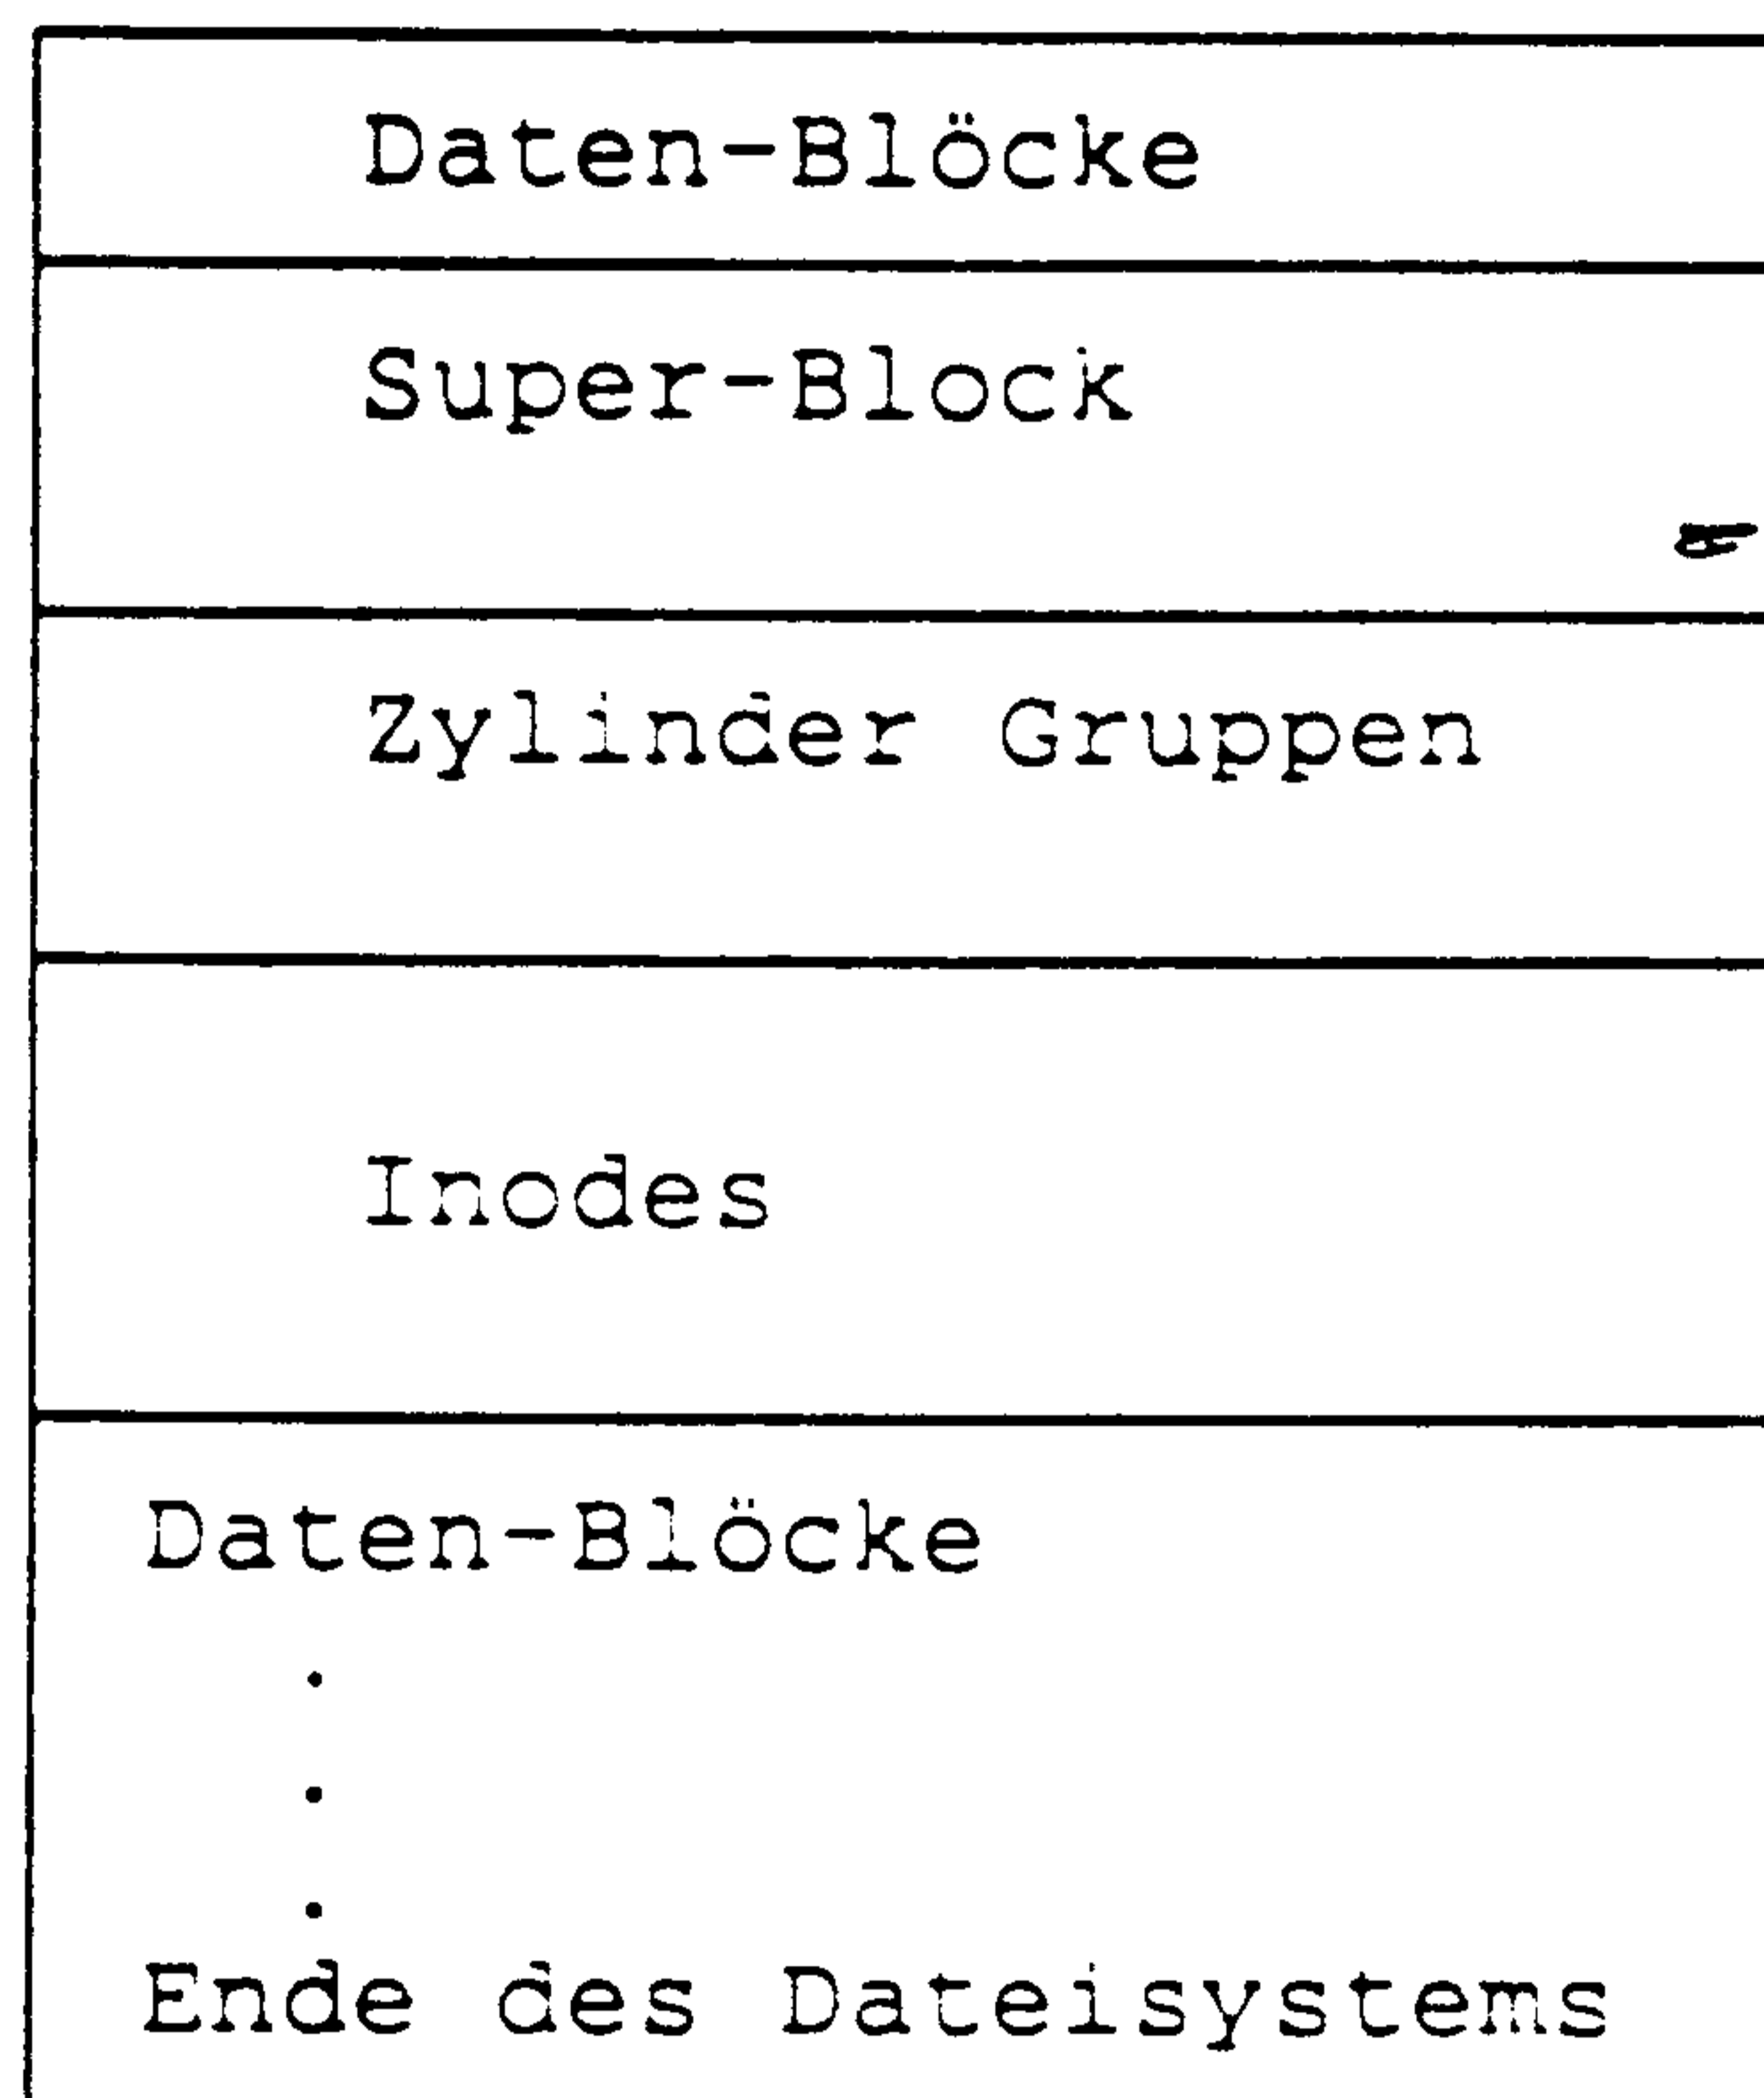 Daten-Blöcke
Super-Block
Zylinder Gruppen
Inodes
Daten-Blöcke
.
.
.
Ende des Dateisystems